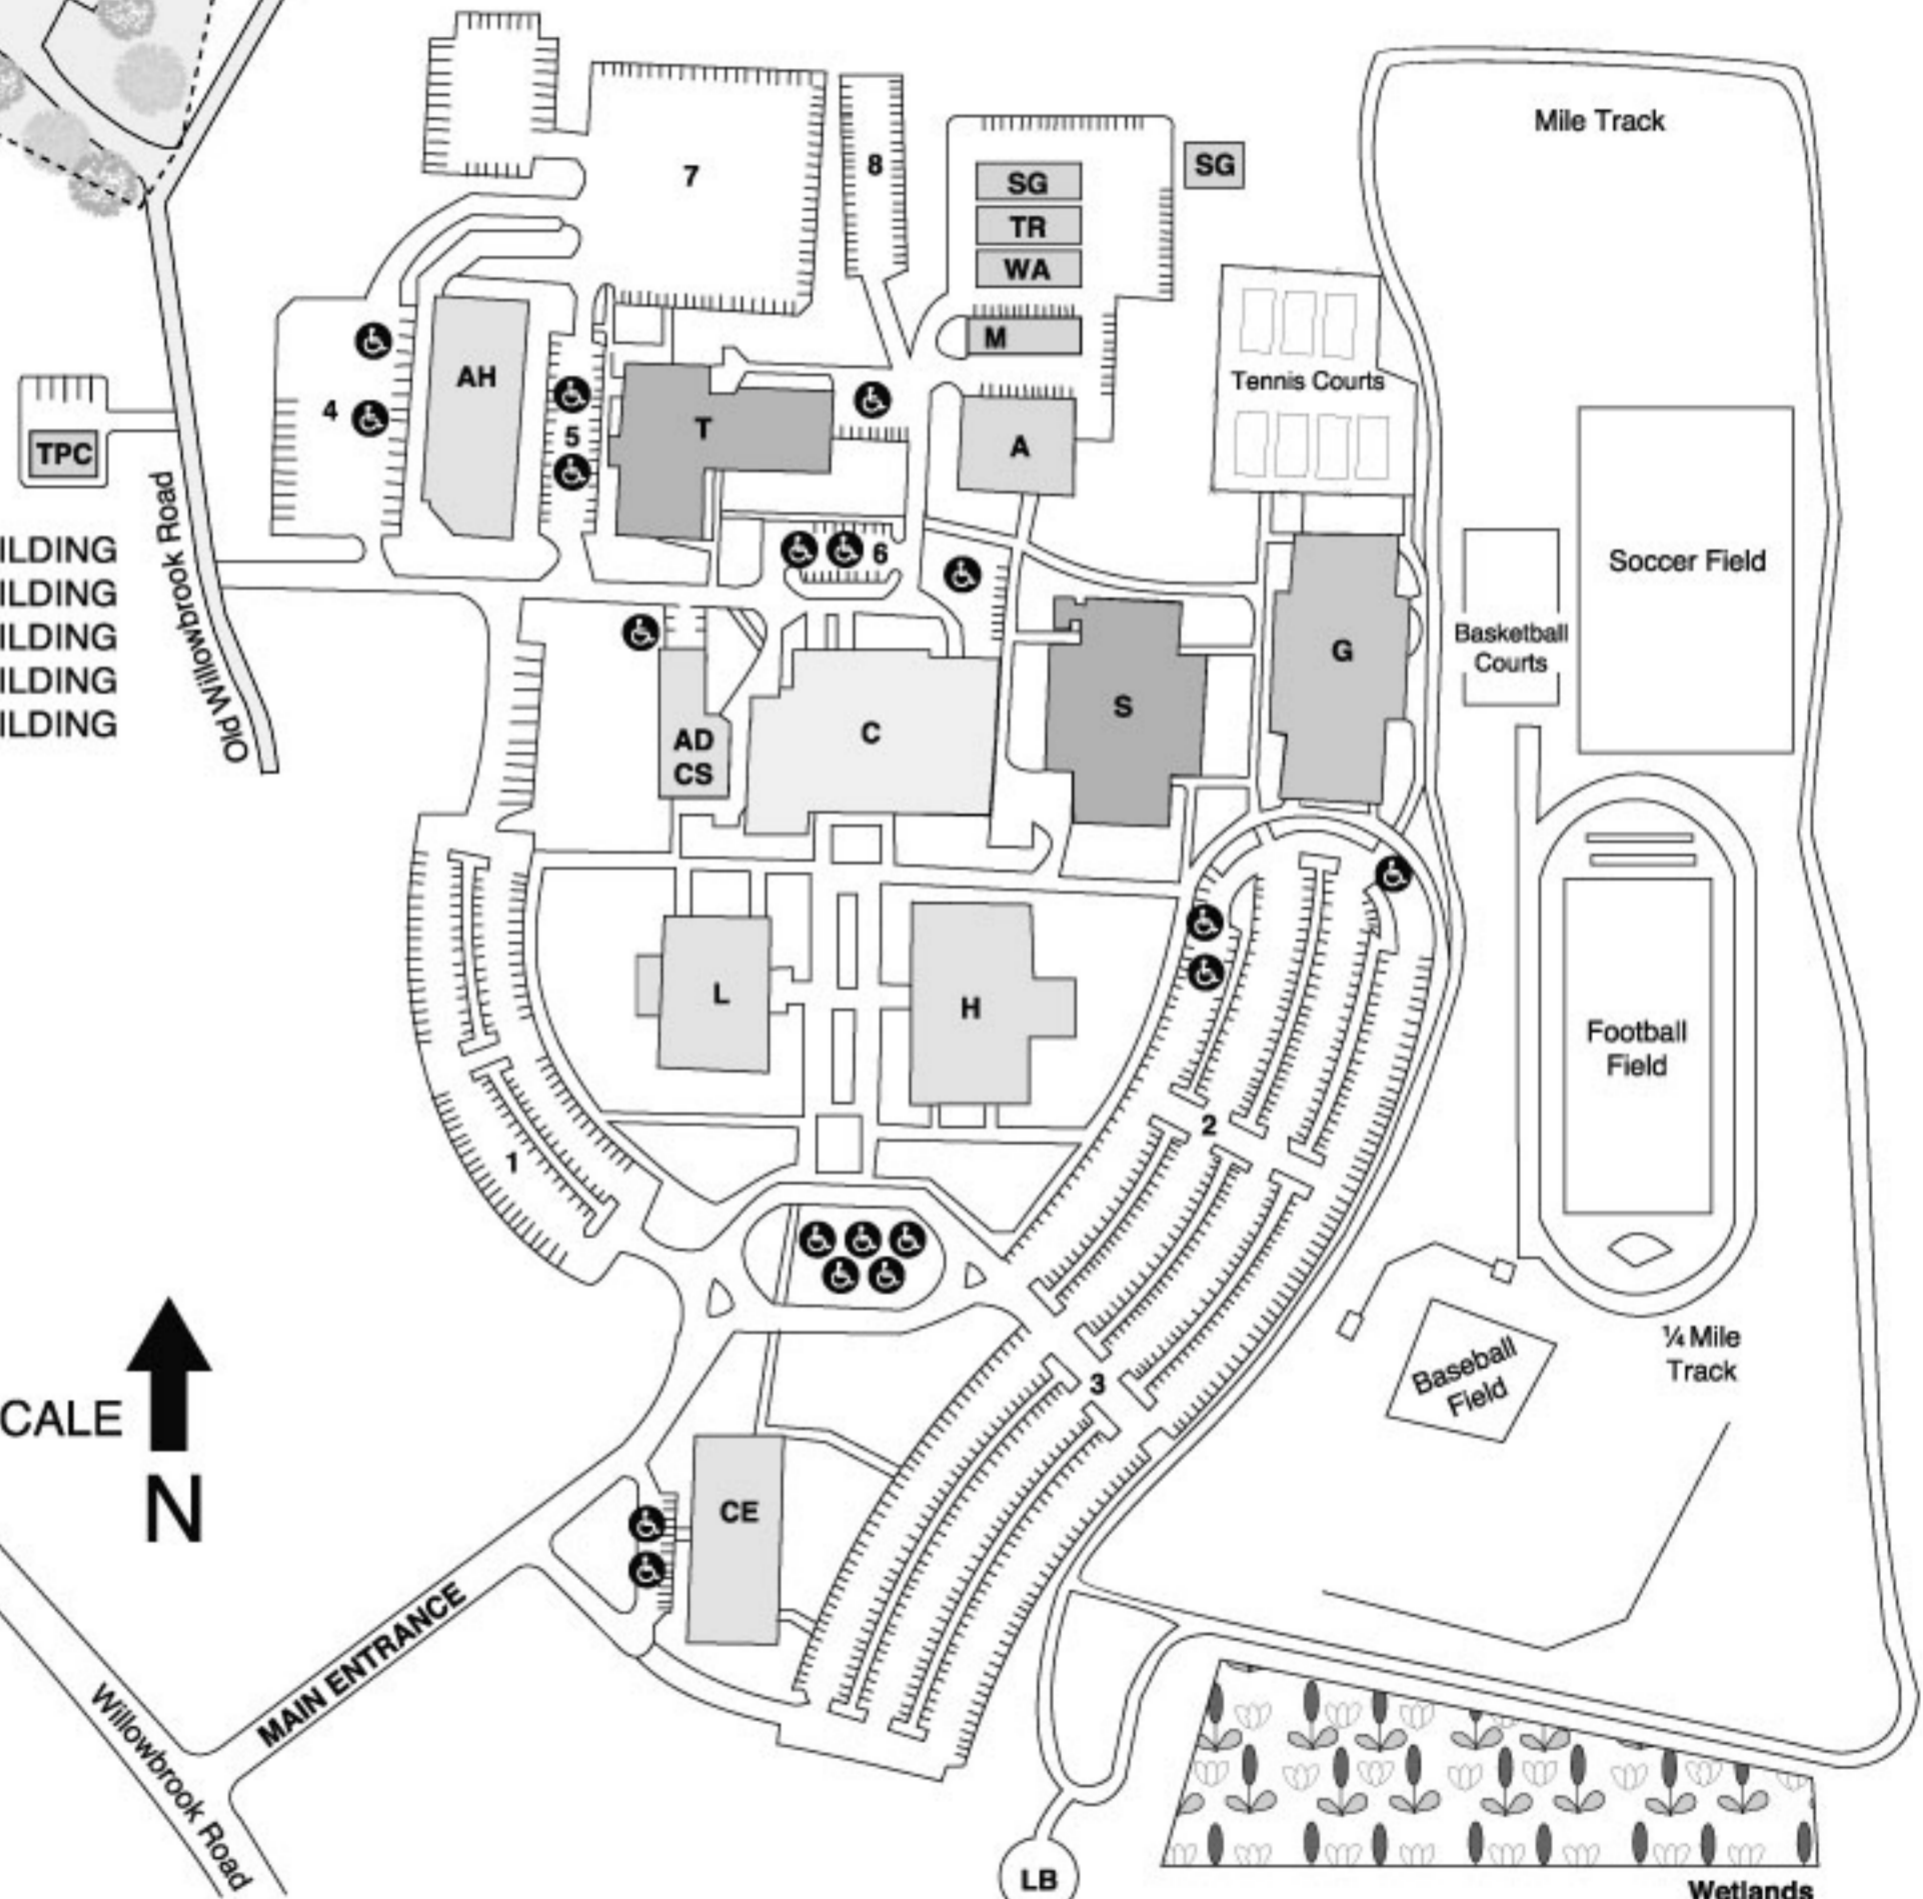 Mile Track
7
8
SG
SG
TR
WA
M
AH
Tennis Courts
4
5
T
A
TPC
Old Willowbrook Road
ILDING
ILDING
ILDING
ILDING
ILDING
6
Soccer Field
Basketball
Courts
G
S
C
AD
CS
L
H
Football
Field
2
1
¼ Mile
Track
Baseball
Field
3
CALE
N
CE
MAIN ENTRANCE
Willowbrook Road
LB
Wetlands